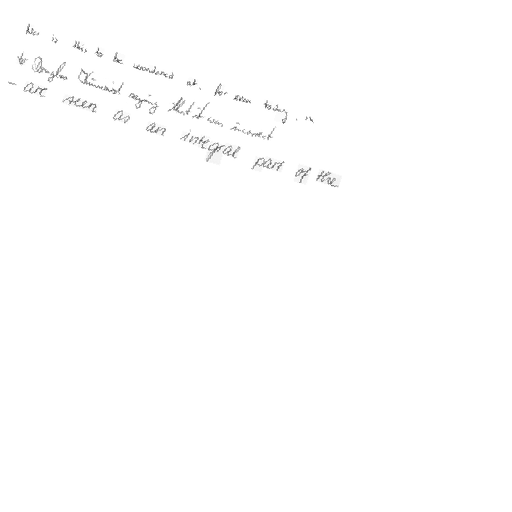 Nor is this to be wondered at. For even today, in
to Douglas Skinnard saying that it was incorrect
- are seen as an integral part of the